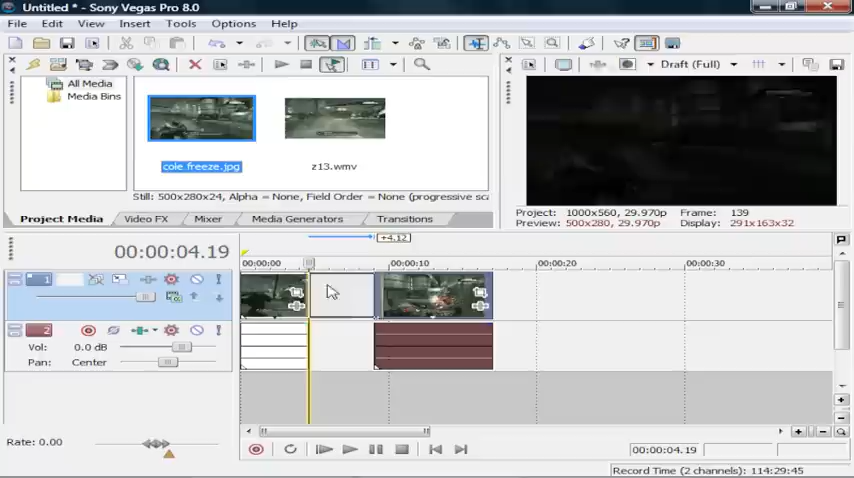 Untitled * - Sony Vegas Pro 8.0
File Edit View Insert Tools Options Help
Draft (Full)
All Media
Media Bins
cole freeze.jpg
z13.wmv
Still: 500x280x24, Alpha = None, Field Order = None (progressive sc
Project Media Video FX Mixer Media Generators Transitions
Project: 1000x560, 29.970p Frame: 139
Preview: 500x280, 29.970p Display: 291x163x32
+4.12
00:00:04.19
00:00:00 00:00:10 00:00:20 00:00:30
1
2
Vol: 0.0 dB
Pan: Center
Rate: 0.00
00:00:04.19
Record Time (2 channels): 114:29:45